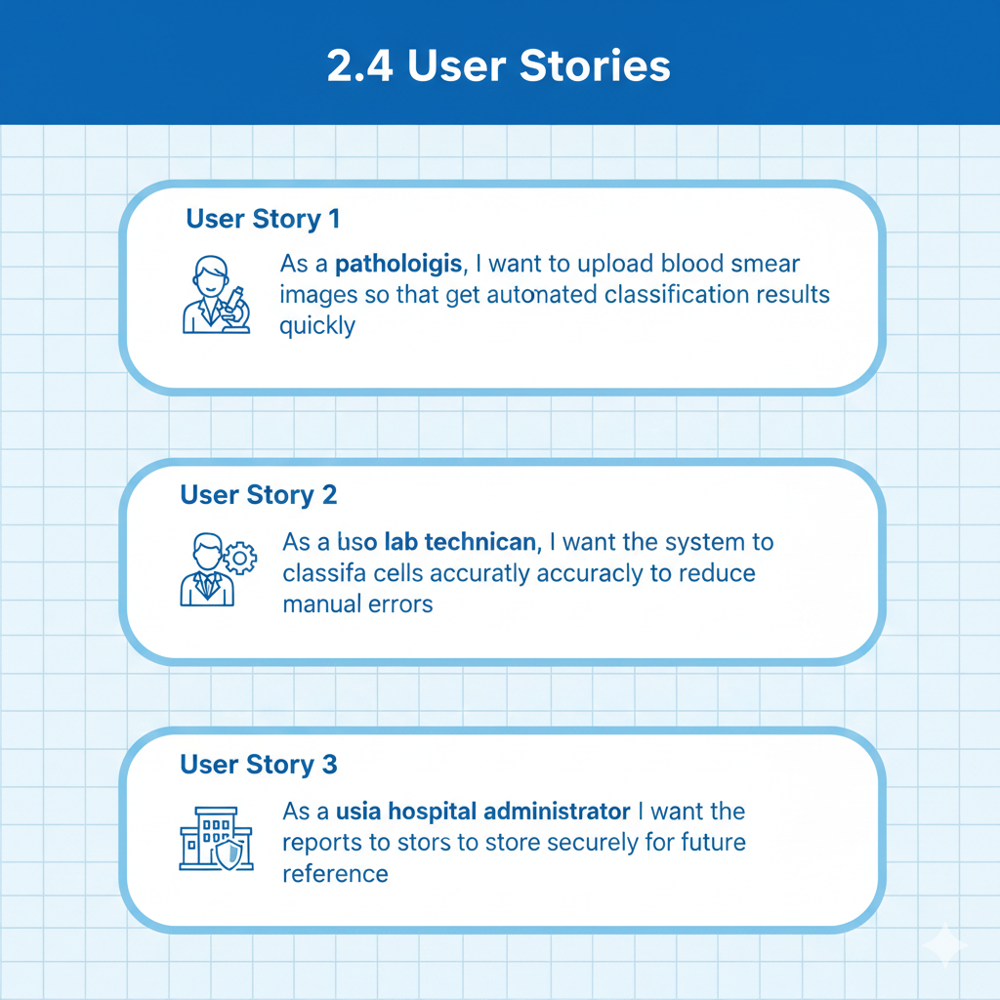 2.4 User Stories
User Story 1
As a patholoigis, I want to upload blood smear
images so that get automated classification results
quickly
User Story 2
As a uso lab technican, I want the system to
classifa cells accuratly accuracly to reduce
manual errors
User Story 3
As a usia hospital administrator I want the
reports to stors to store securely for future
reference